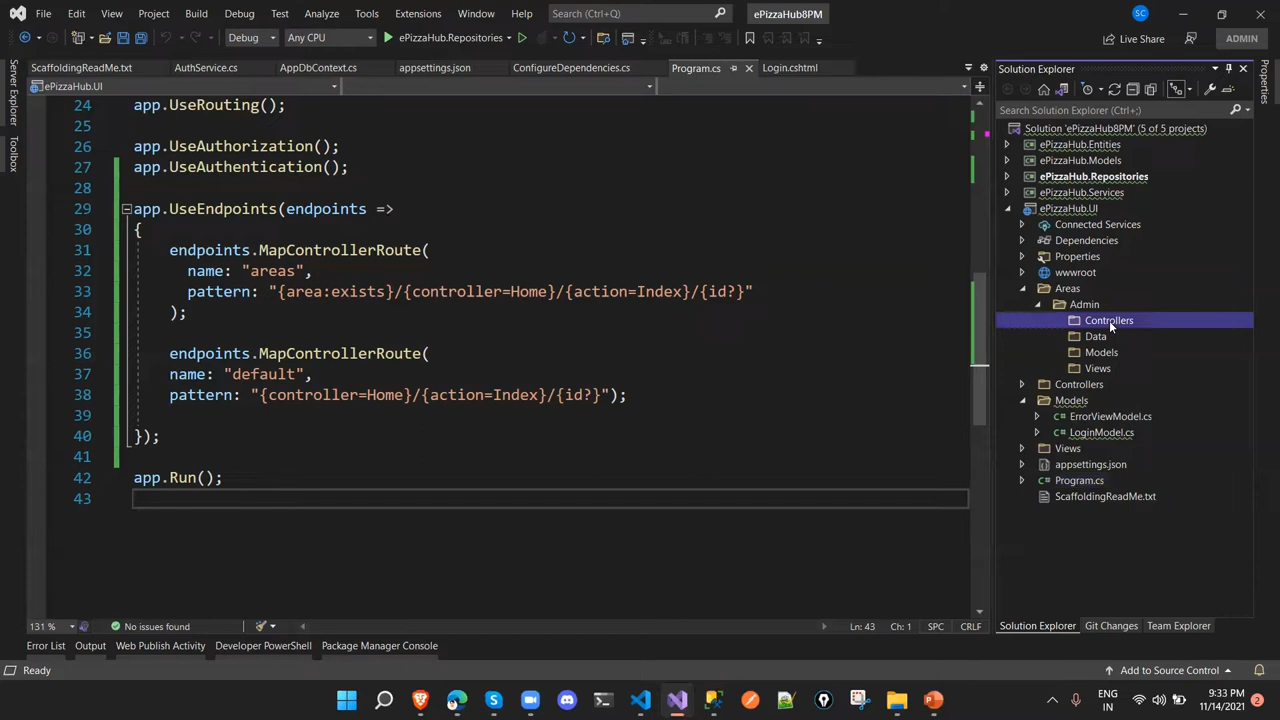 File Edit View Git Project Build Debug Test Analyze Tools Extensions Window Help Search (Ctrl+Q) ePizzaHub8PM SC
Debug Any CPU ePizzaHub.Repositories Live Share ADMIN
ScaffoldingReadMe.txt AuthService.cs AppDbContext.cs appsettings.json ConfigureDependencies.cs Program.cs Login.cshtml
ePizzaHub.UI
Server Explorer
Toolbox
24 app.UseRouting();
25
26 app.UseAuthorization();
27 app.UseAuthentication();
28
29 app.UseEndpoints(endpoints =>
30 {
31 endpoints.MapControllerRoute(
32 name: "areas",
33 pattern: "{area:exists}/{controller=Home}/{action=Index}/{id?}"
34 );
35
36 endpoints.MapControllerRoute(
37 name: "default",
38 pattern: "{controller=Home}/{action=Index}/{id?}");
39
40 });
41
42 app.Run();
43
131 % No issues found Ln: 43 Ch: 1 SPC CRLF
Solution Explorer
Search Solution Explorer (Ctrl+;)
Solution 'ePizzaHub8PM' (5 of 5 projects)
ePizzaHub.Entities
ePizzaHub.Models
ePizzaHub.Repositories
ePizzaHub.Services
ePizzaHub.UI
Connected Services
Dependencies
Properties
wwwroot
Areas
Admin
Controllers
Data
Models
Views
Controllers
Models
ErrorViewModel.cs
LoginModel.cs
Views
appsettings.json
Program.cs
ScaffoldingReadMe.txt
Solution Explorer Git Changes Team Explorer
Properties
Error List Output Web Publish Activity Developer PowerShell Package Manager Console
Ready Add to Source Control
ENG
IN
9:33 PM
11/14/2021
2